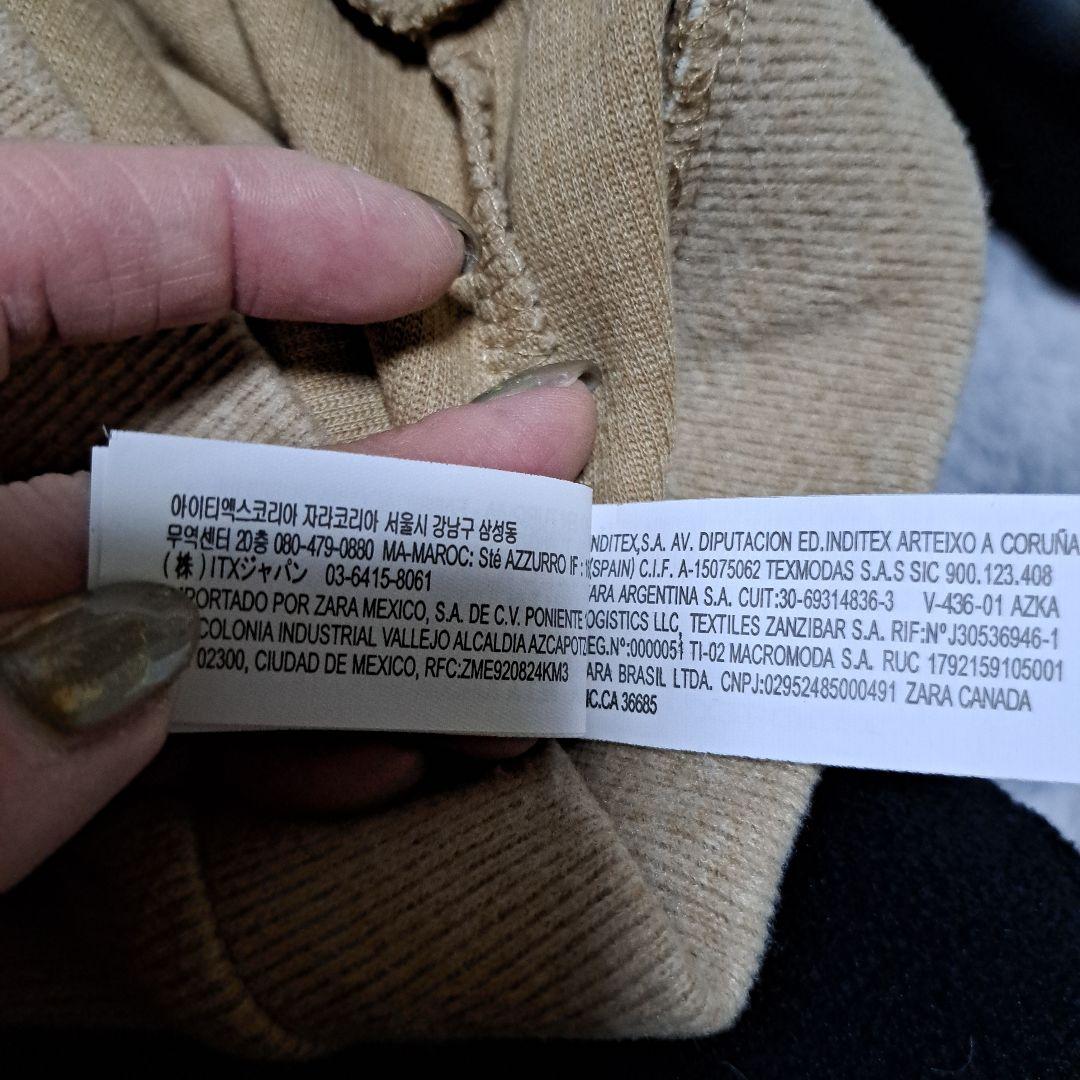 아이티엑스코리아 자라코리아 서울시 강남구 삼성동
무역센터 20층 080-479-0880 MA-MAROC: Sté AZZURRO IF :
(株) ITXジャパン 03-6415-8061
PORTADO POR ZARA MEXICO, S.A. DE C.V. PONIENTE
COLONIA INDUSTRIAL VALLEJO ALCALDIA AZCAPOTZ
02300, CIUDAD DE MEXICO, RFC:ZME920824KM3
NDITEX,S.A. AV. DIPUTACION ED.INDITEX ARTEIXO A CORUÑA
(SPAIN) C.I.F. A-15075062 TEXMODAS S.A.S SIC 900.123.408
ARA ARGENTINA S.A. CUIT:30-69314836-3 V-436-01 AZKA
OGISTICS LLC, TEXTILES ZANZIBAR S.A. RIF:Nº J30536946-1
EG.Nº:0000051 TI-02 MACROMODA S.A. RUC 1792159105001
ARA BRASIL LTDA. CNPJ:02952485000491 ZARA CANADA
IC.CA 36685